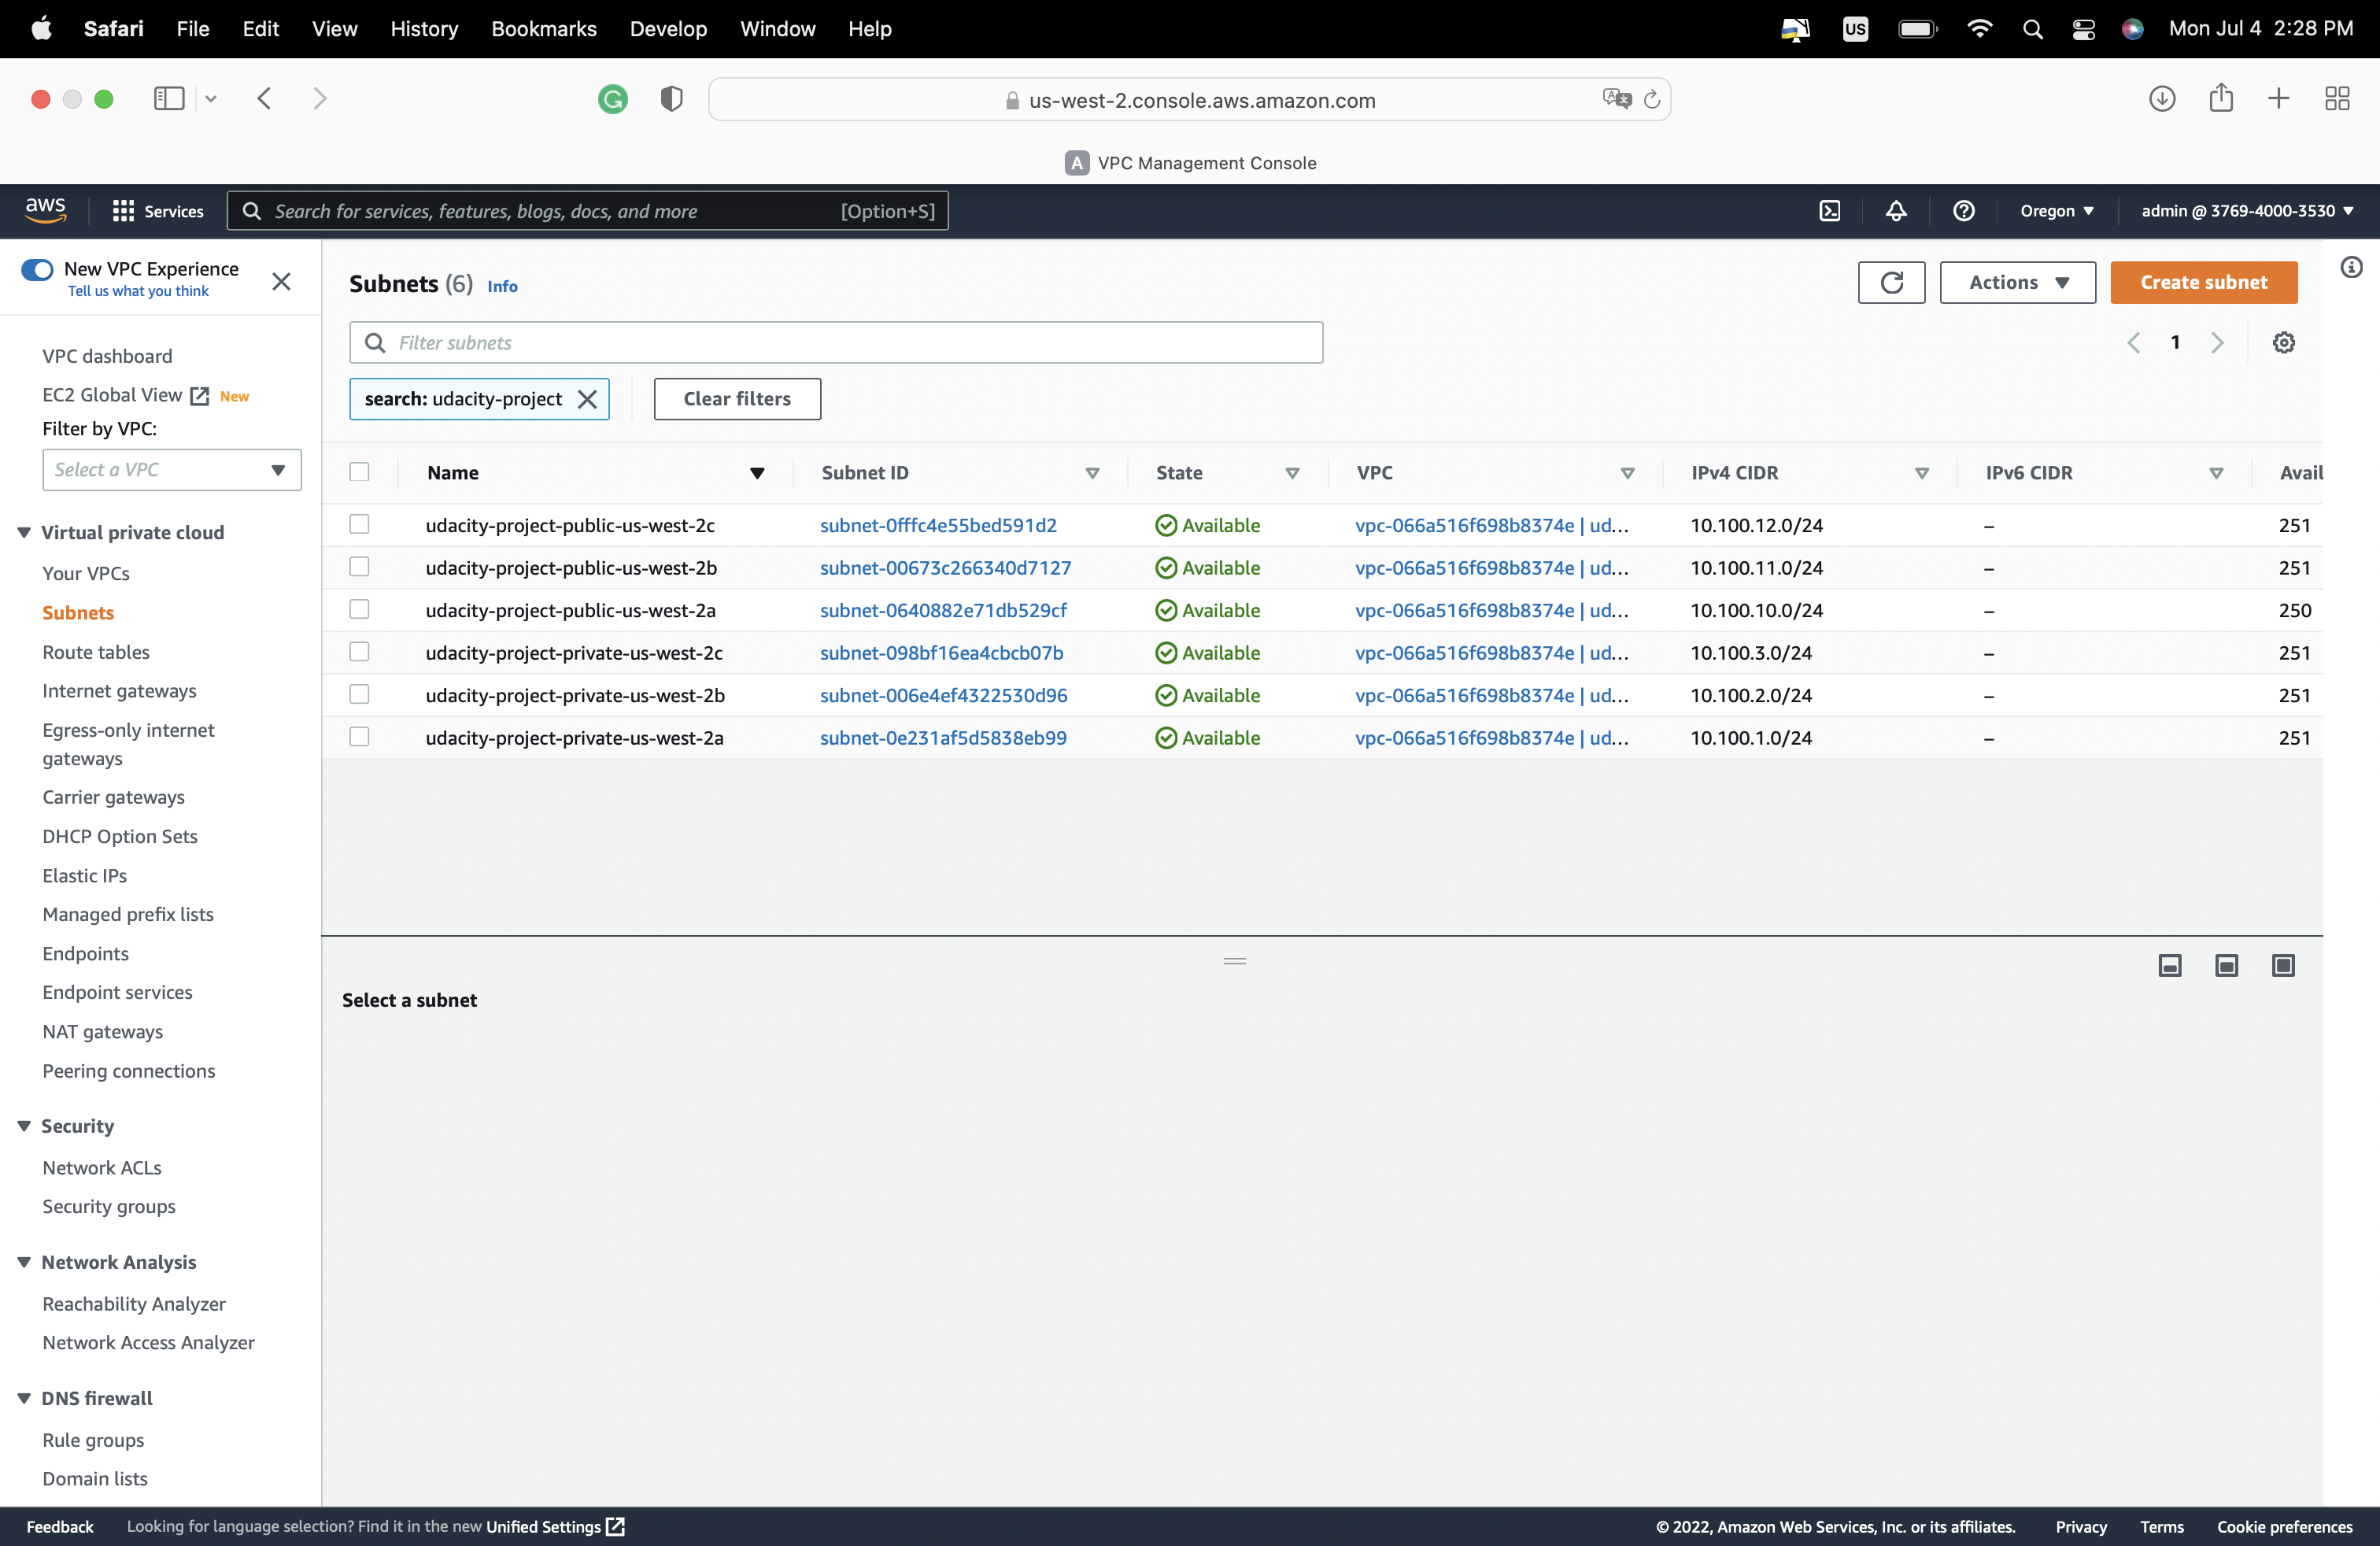 Safari File Edit View History Bookmarks Develop Window Help US Mon Jul 4 2:28 PM
us-west-2.console.aws.amazon.com
A VPC Management Console
aws Services Search for services, features, blogs, docs, and more [Option+S] Oregon admin @ 3769-4000-3530
New VPC Experience
Tell us what you think
VPC dashboard
EC2 Global View New
Filter by VPC:
Select a VPC
Virtual private cloud
Your VPCs
Subnets
Route tables
Internet gateways
Egress-only internet
gateways
Carrier gateways
DHCP Option Sets
Elastic IPs
Managed prefix lists
Endpoints
Endpoint services
NAT gateways
Peering connections
Security
Network ACLs
Security groups
Network Analysis
Reachability Analyzer
Network Access Analyzer
DNS firewall
Rule groups
Domain lists
Subnets (6) Info Actions Create subnet
Filter subnets 1
search: udacity-project Clear filters
Name Subnet ID State VPC IPv4 CIDR IPv6 CIDR Avail
udacity-project-public-us-west-2c subnet-0fffc4e55bed591d2 Available vpc-066a516f698b8374e | ud... 10.100.12.0/24 – 251
udacity-project-public-us-west-2b subnet-00673c266340d7127 Available vpc-066a516f698b8374e | ud... 10.100.11.0/24 – 251
udacity-project-public-us-west-2a subnet-0640882e71db529cf Available vpc-066a516f698b8374e | ud... 10.100.10.0/24 – 250
udacity-project-private-us-west-2c subnet-098bf16ea4cbcb07b Available vpc-066a516f698b8374e | ud... 10.100.3.0/24 – 251
udacity-project-private-us-west-2b subnet-006e4ef4322530d96 Available vpc-066a516f698b8374e | ud... 10.100.2.0/24 – 251
udacity-project-private-us-west-2a subnet-0e231af5d5838eb99 Available vpc-066a516f698b8374e | ud... 10.100.1.0/24 – 251
Select a subnet
Feedback Looking for language selection? Find it in the new Unified Settings © 2022, Amazon Web Services, Inc. or its affiliates. Privacy Terms Cookie preferences